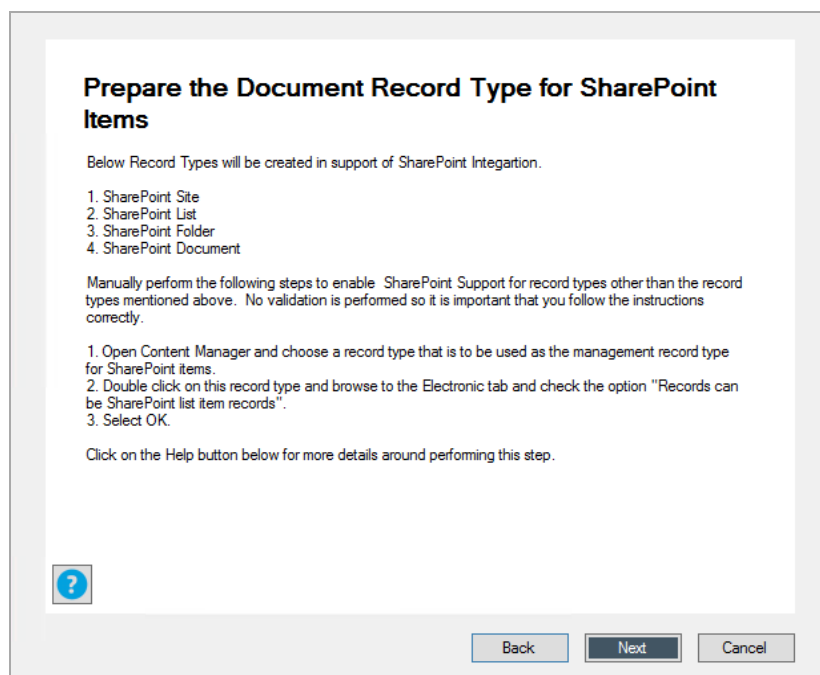 Prepare the Document Record Type for SharePoint
Items
Below Record Types will be created in support of SharePoint Integartion.
1. SharePoint Site
2. SharePoint List
3. SharePoint Folder
4. SharePoint Document
Manually perform the following steps to enable  SharePoint Support for record types other than the record
types mentioned above.  No validation is performed so it is important that you follow the instructions
correctly.
1. Open Content Manager and choose a record type that is to be used as the management record type
for SharePoint items.
2. Double click on this record type and browse to the Electronic tab and check the option "Records can
be SharePoint list item records".
3. Select OK.
Click on the Help button below for more details around performing this step.
?
Back
Next
Cancel